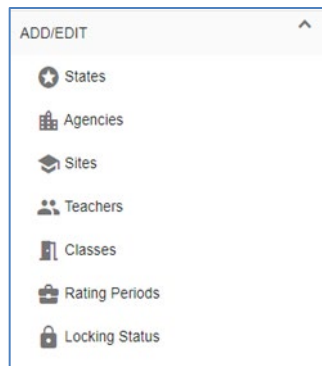 ADD/EDIT
States
Agencies
Sites
Teachers
Classes
Rating Periods
Locking Status